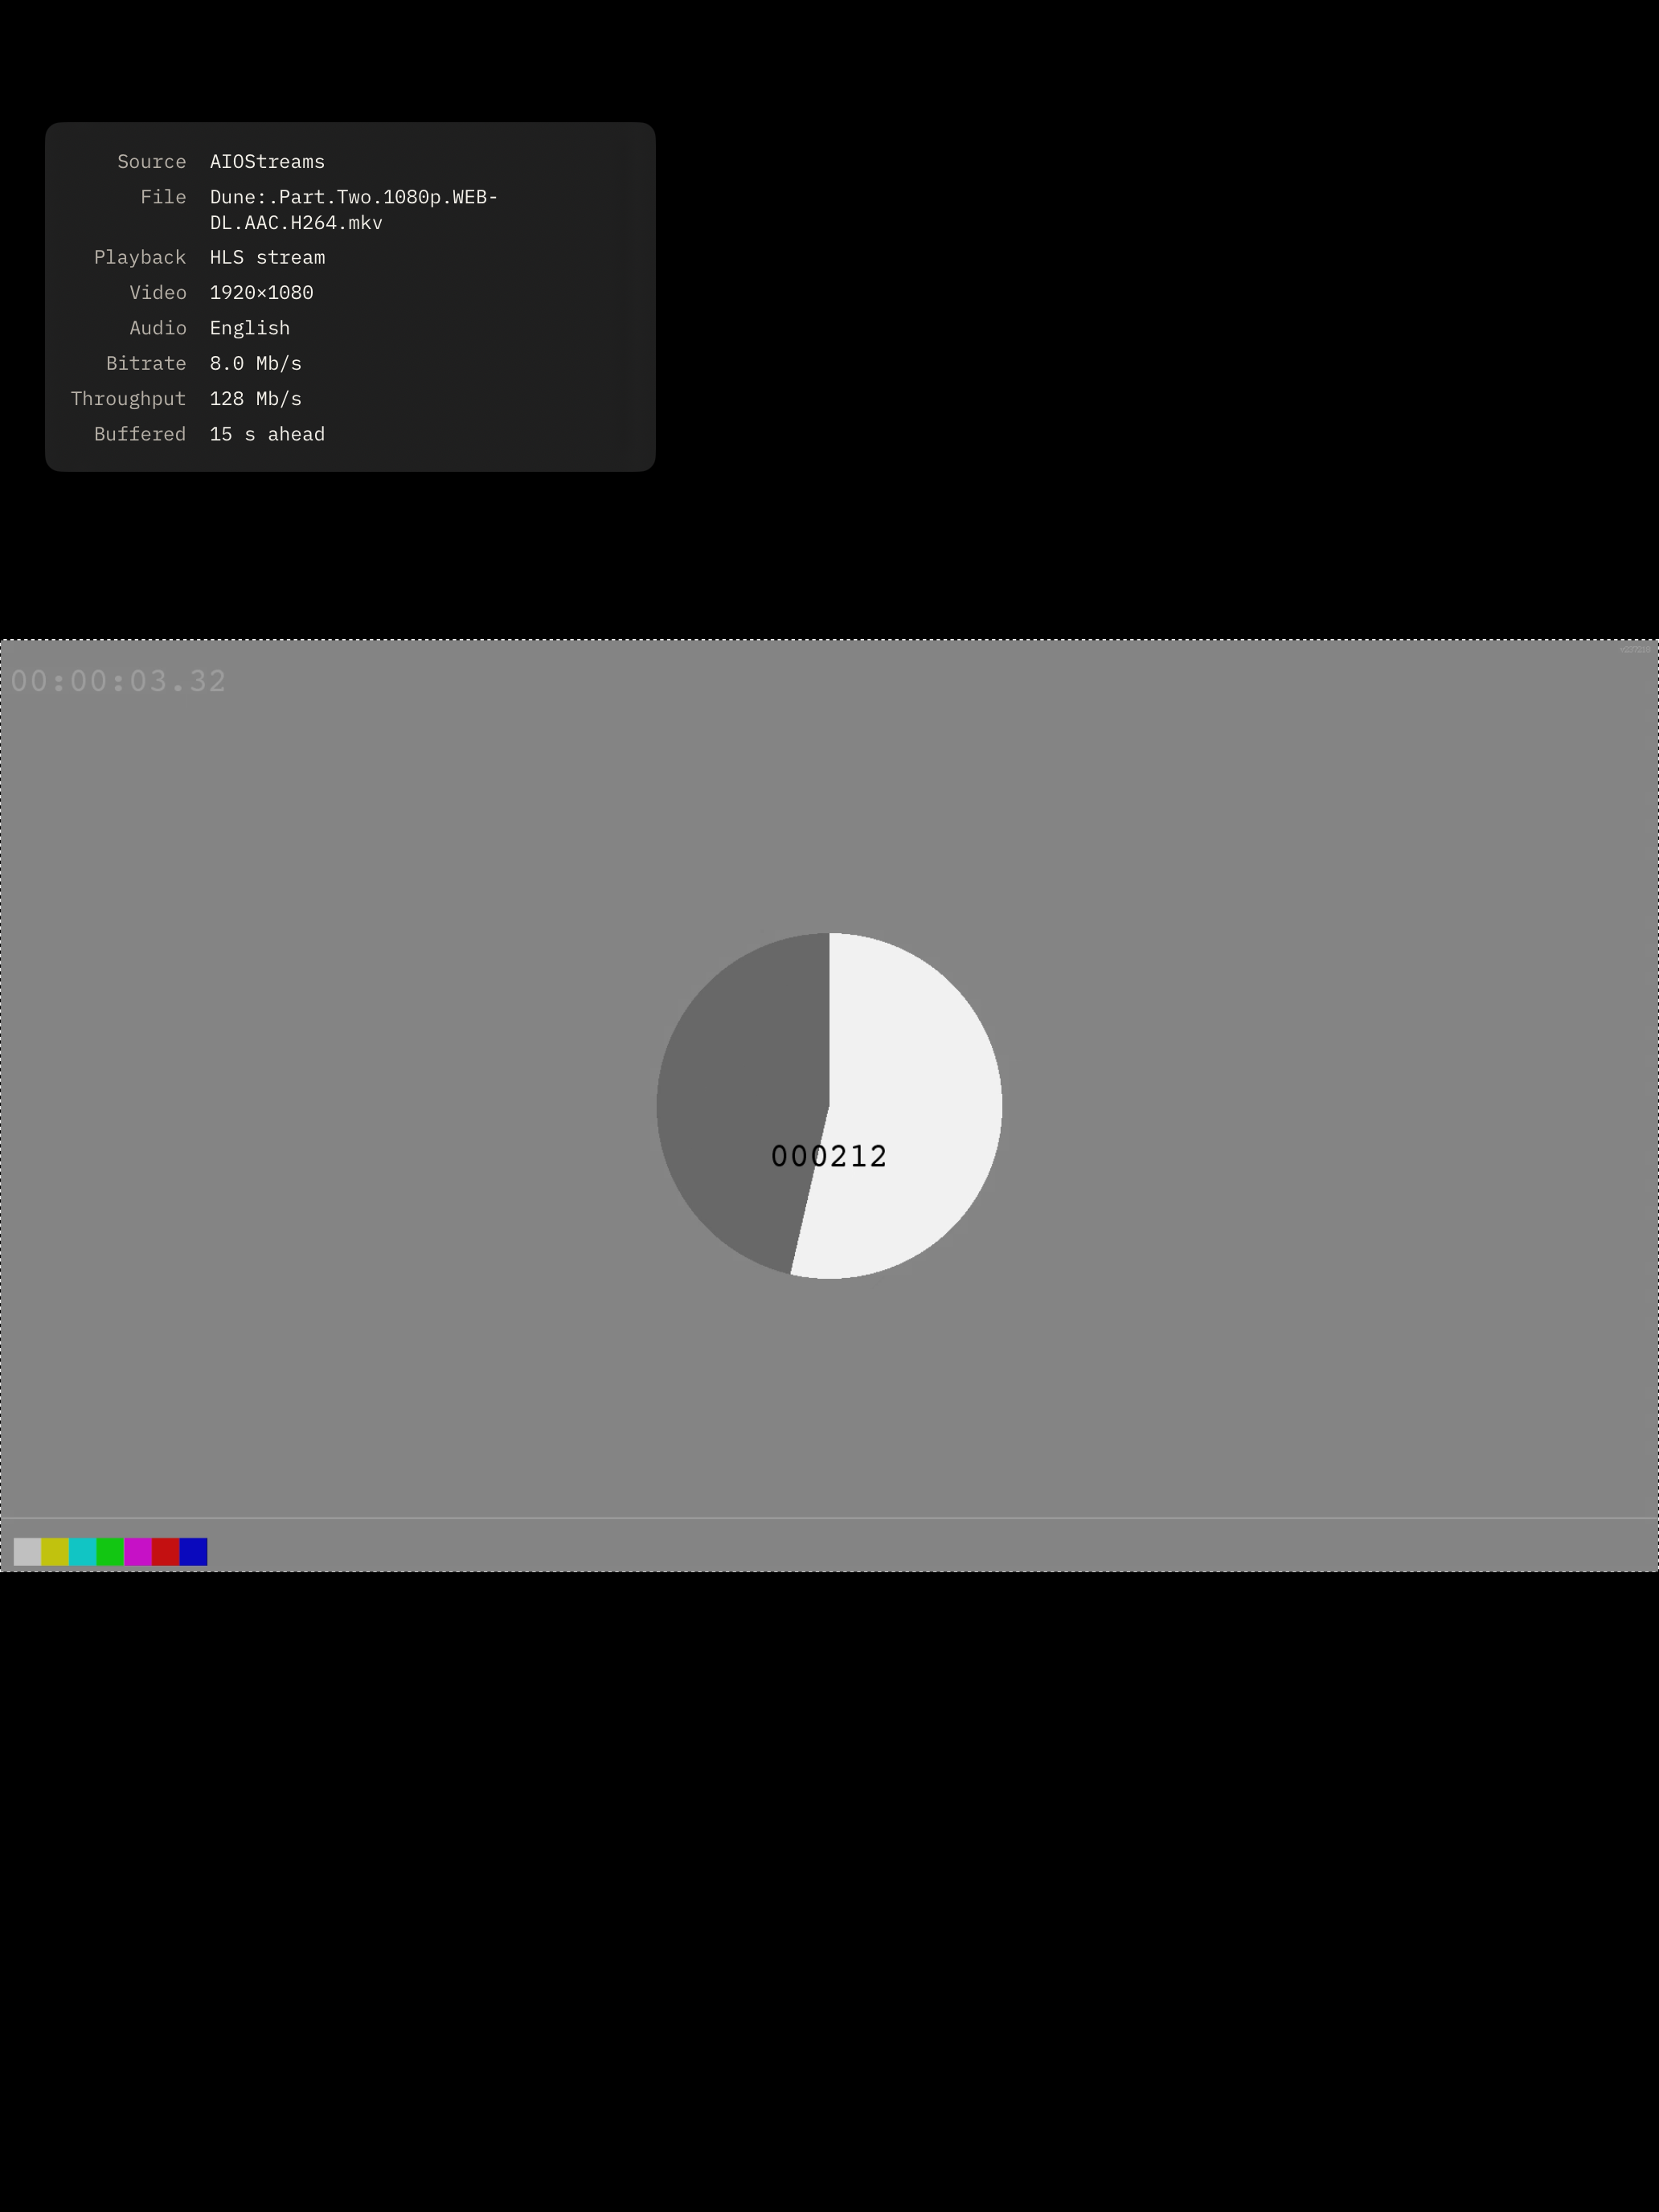 Source AIOStreams
File Dune:.Part.Two.1080p.WEB-
DL.AAC.H264.mkv
Playback HLS stream
Video 1920×1080
Audio English
Bitrate 8.0 Mb/s
Throughput 128 Mb/s
Buffered 15 s ahead
00:00:03.32
000212